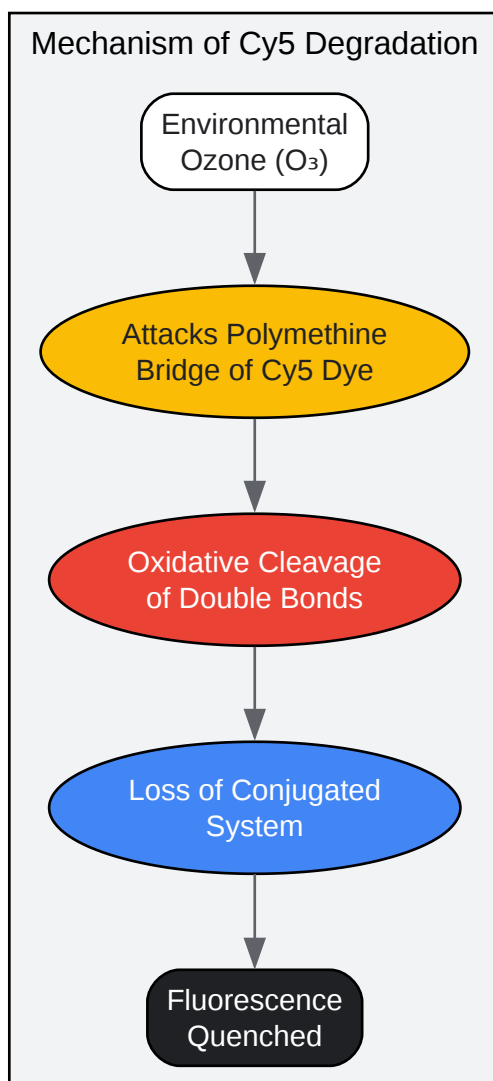 Mechanism of Cy5 Degradation
Environmental
Ozone (O₃)
Attacks Polymethine
Bridge of Cy5 Dye
Oxidative Cleavage
of Double Bonds
Loss of Conjugated
System
Fluorescence
Quenched